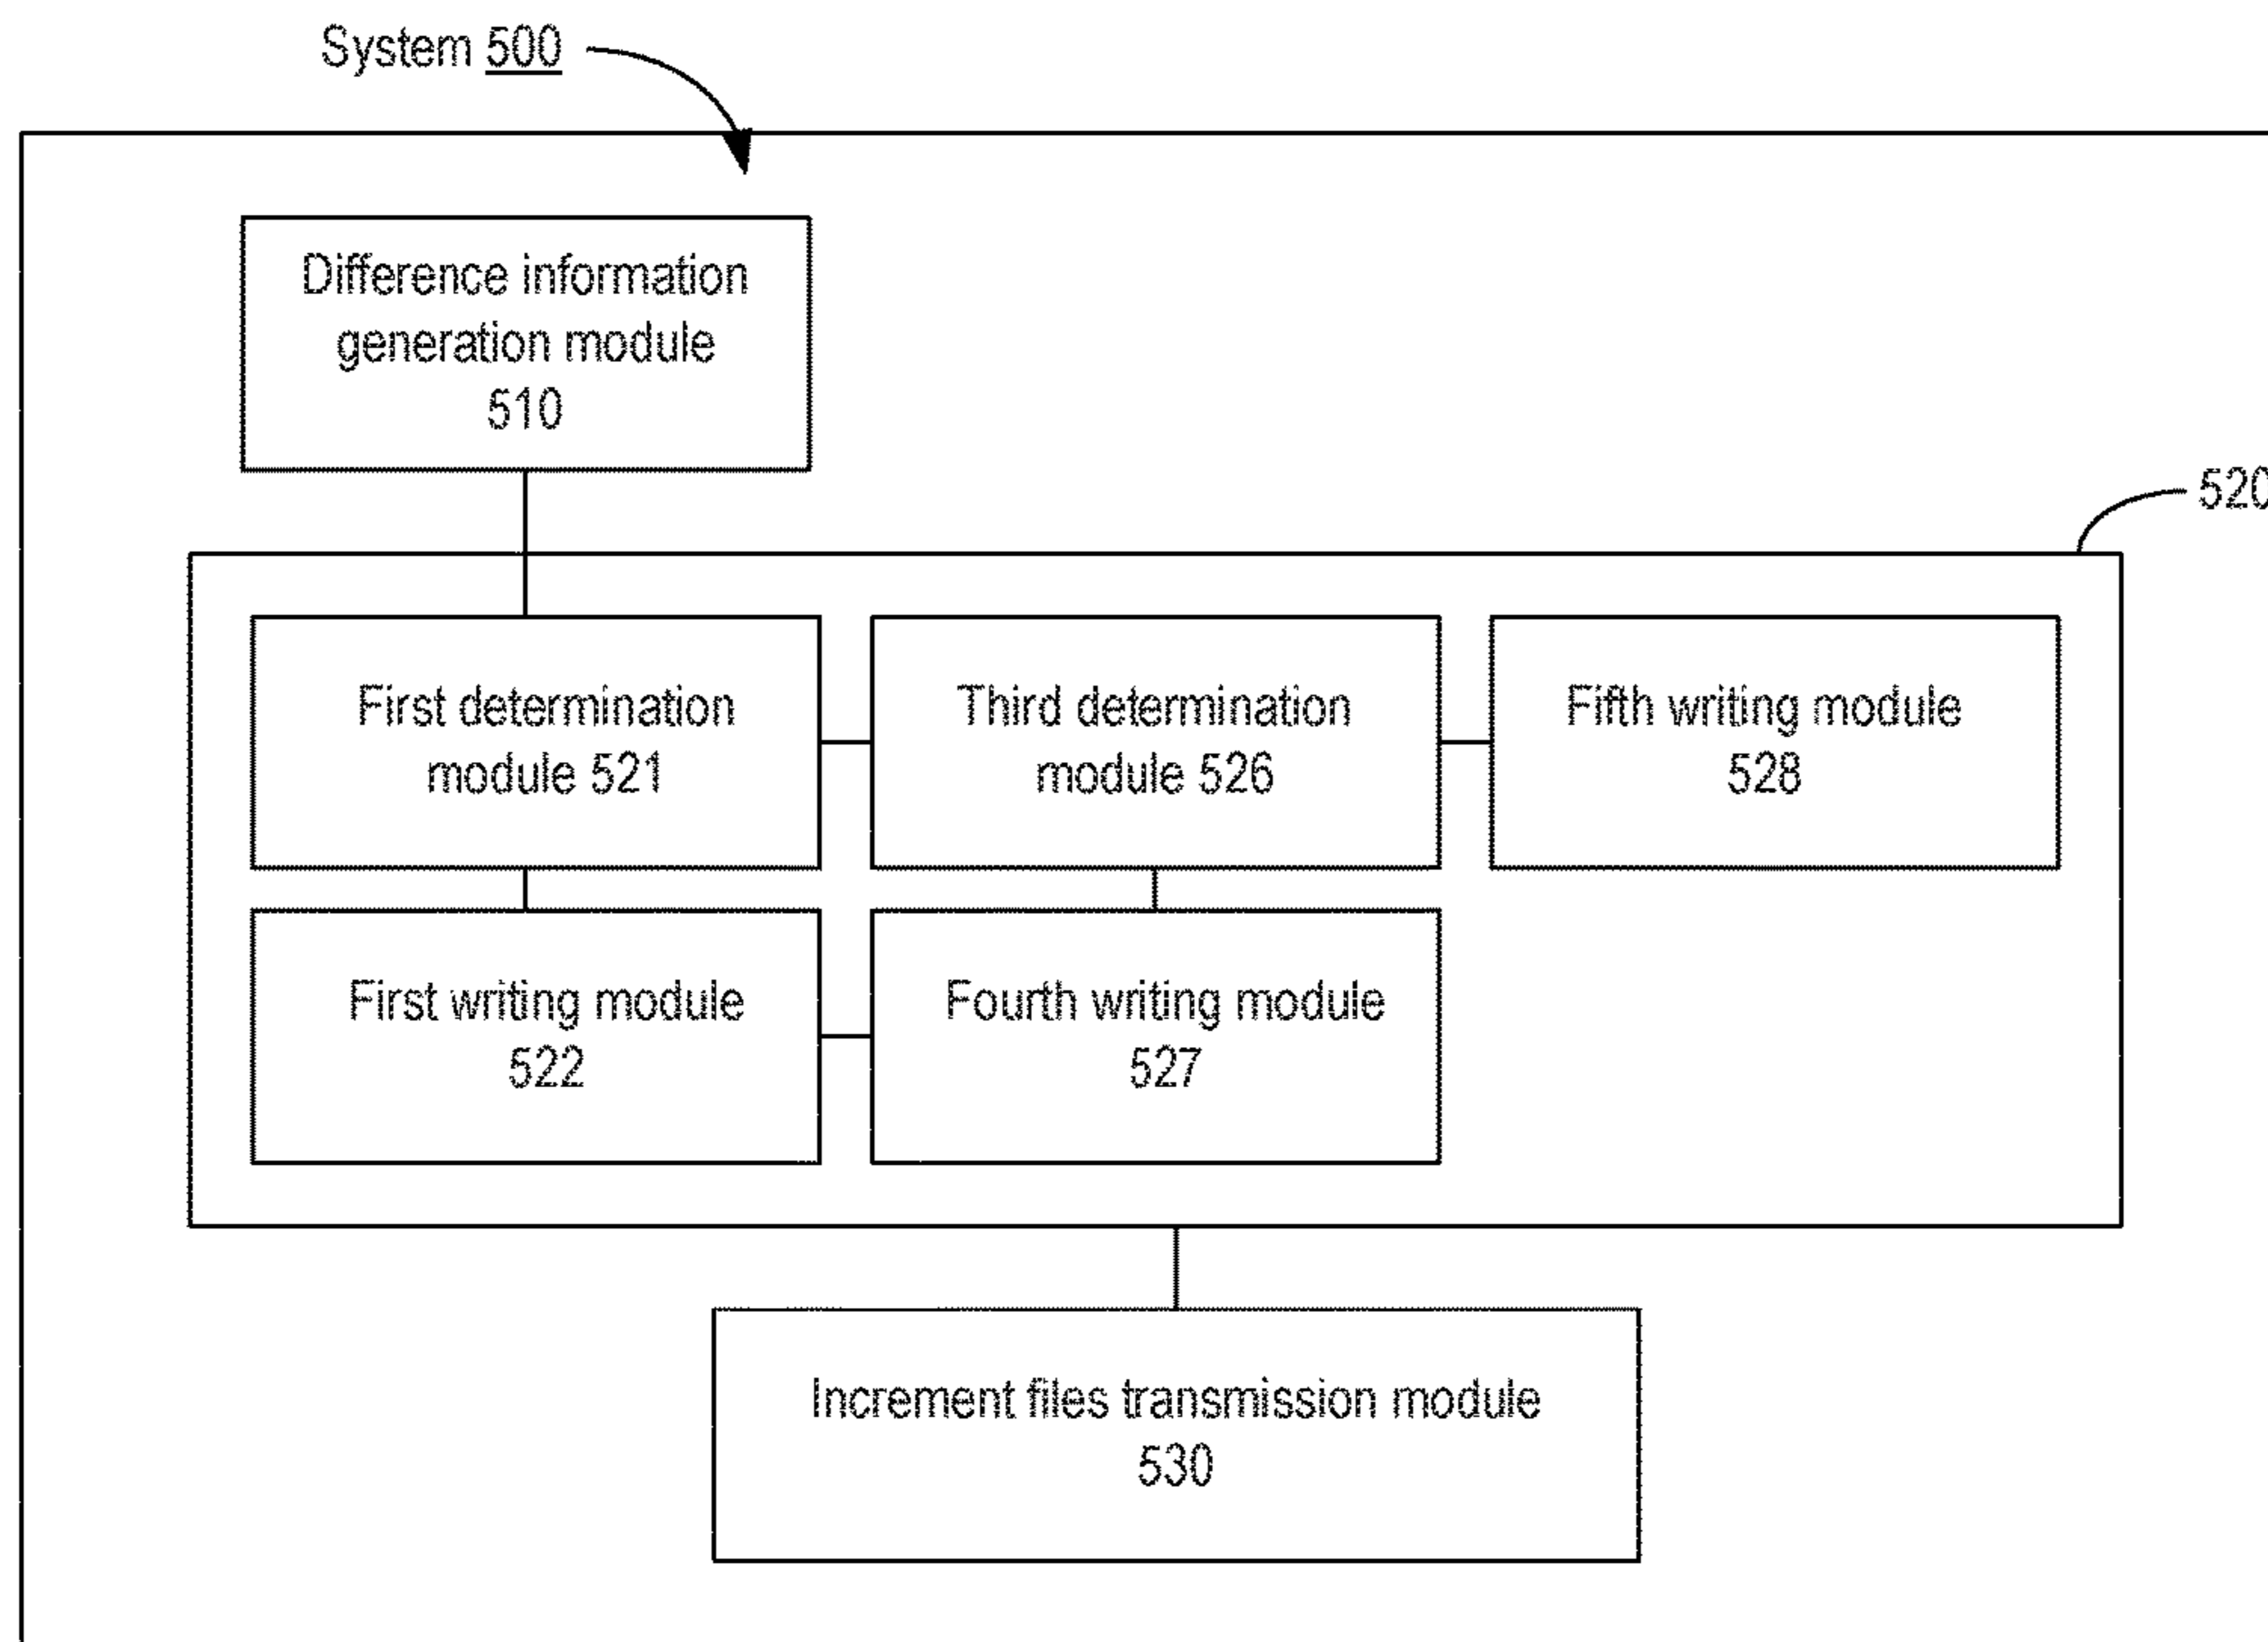 System 500
Difference information
generation module
510
520
First determination
module 521
Third determination
module 526
Fifth writing module
528
First writing module
522
Fourth writing module
527
Increment files transmission module
530